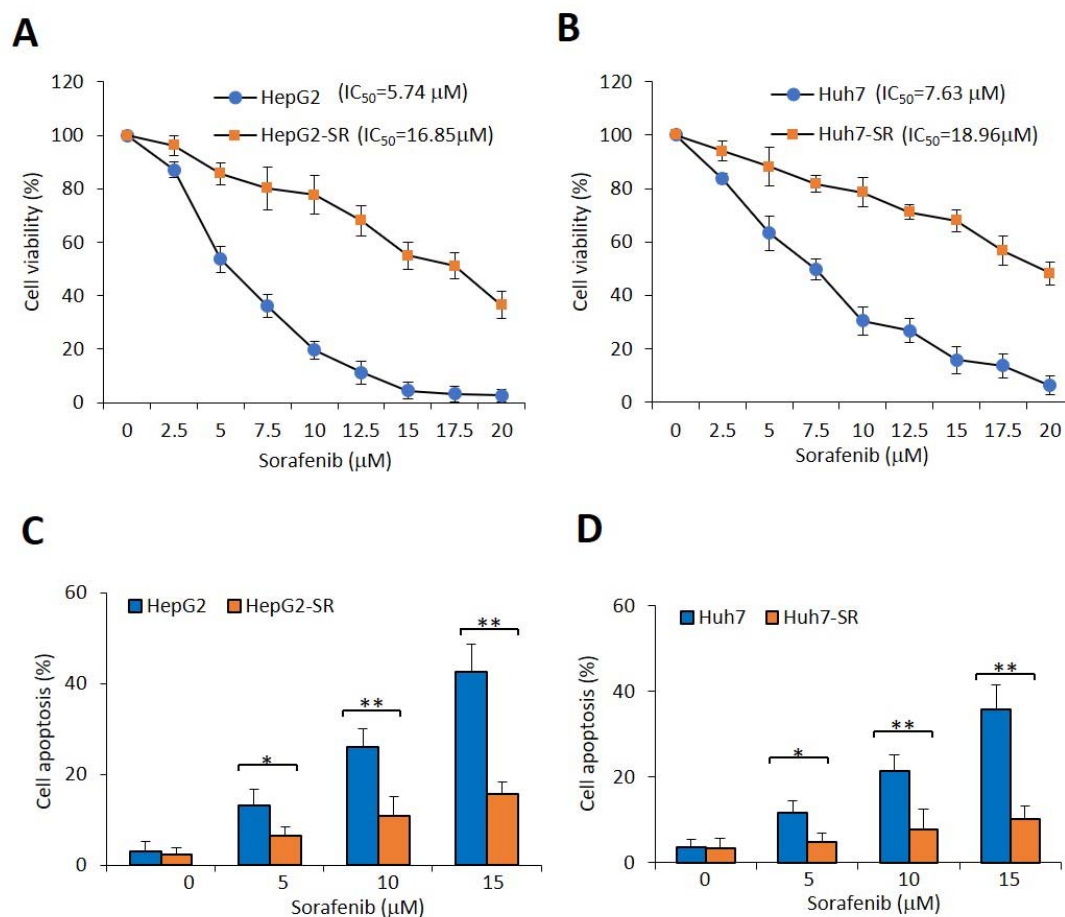 A
HepG2 (IC50=5.74 μM)
HepG2-SR (IC50=16.85μM)
120
100
80
60
40
20
0
Cell viability (%)
0 2.5 5 7.5 10 12.5 15 17.5 20
Sorafenib (μM)
B
Huh7 (IC50=7.63 μM)
Huh7-SR (IC50=18.96μM)
120
100
80
60
40
20
0
Cell viability (%)
0 2.5 5 7.5 10 12.5 15 17.5 20
Sorafenib (μM)
C
HepG2 HepG2-SR
60
40
20
0
Cell apoptosis (%)
*
**
**
0 5 10 15
Sorafenib (μM)
D
Huh7 Huh7-SR
60
40
20
0
Cell apoptosis (%)
*
**
**
0 5 10 15
Sorafenib (μM)